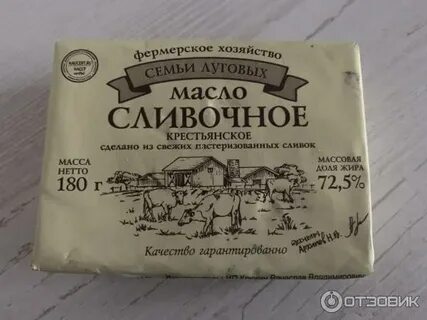 фермерское хозяйство
СЕМЬИ ЛУГОВЫХ
масло
СЛИВОЧНОЕ
КРЕСТЬЯНСКОЕ
сделано из свежих пастеризованных сливок
МАССА
НЕТТО
180 г
МАССОВАЯ
ДОЛЯ ЖИРА
72,5%
Качество гарантировано
ОТЗОВИК